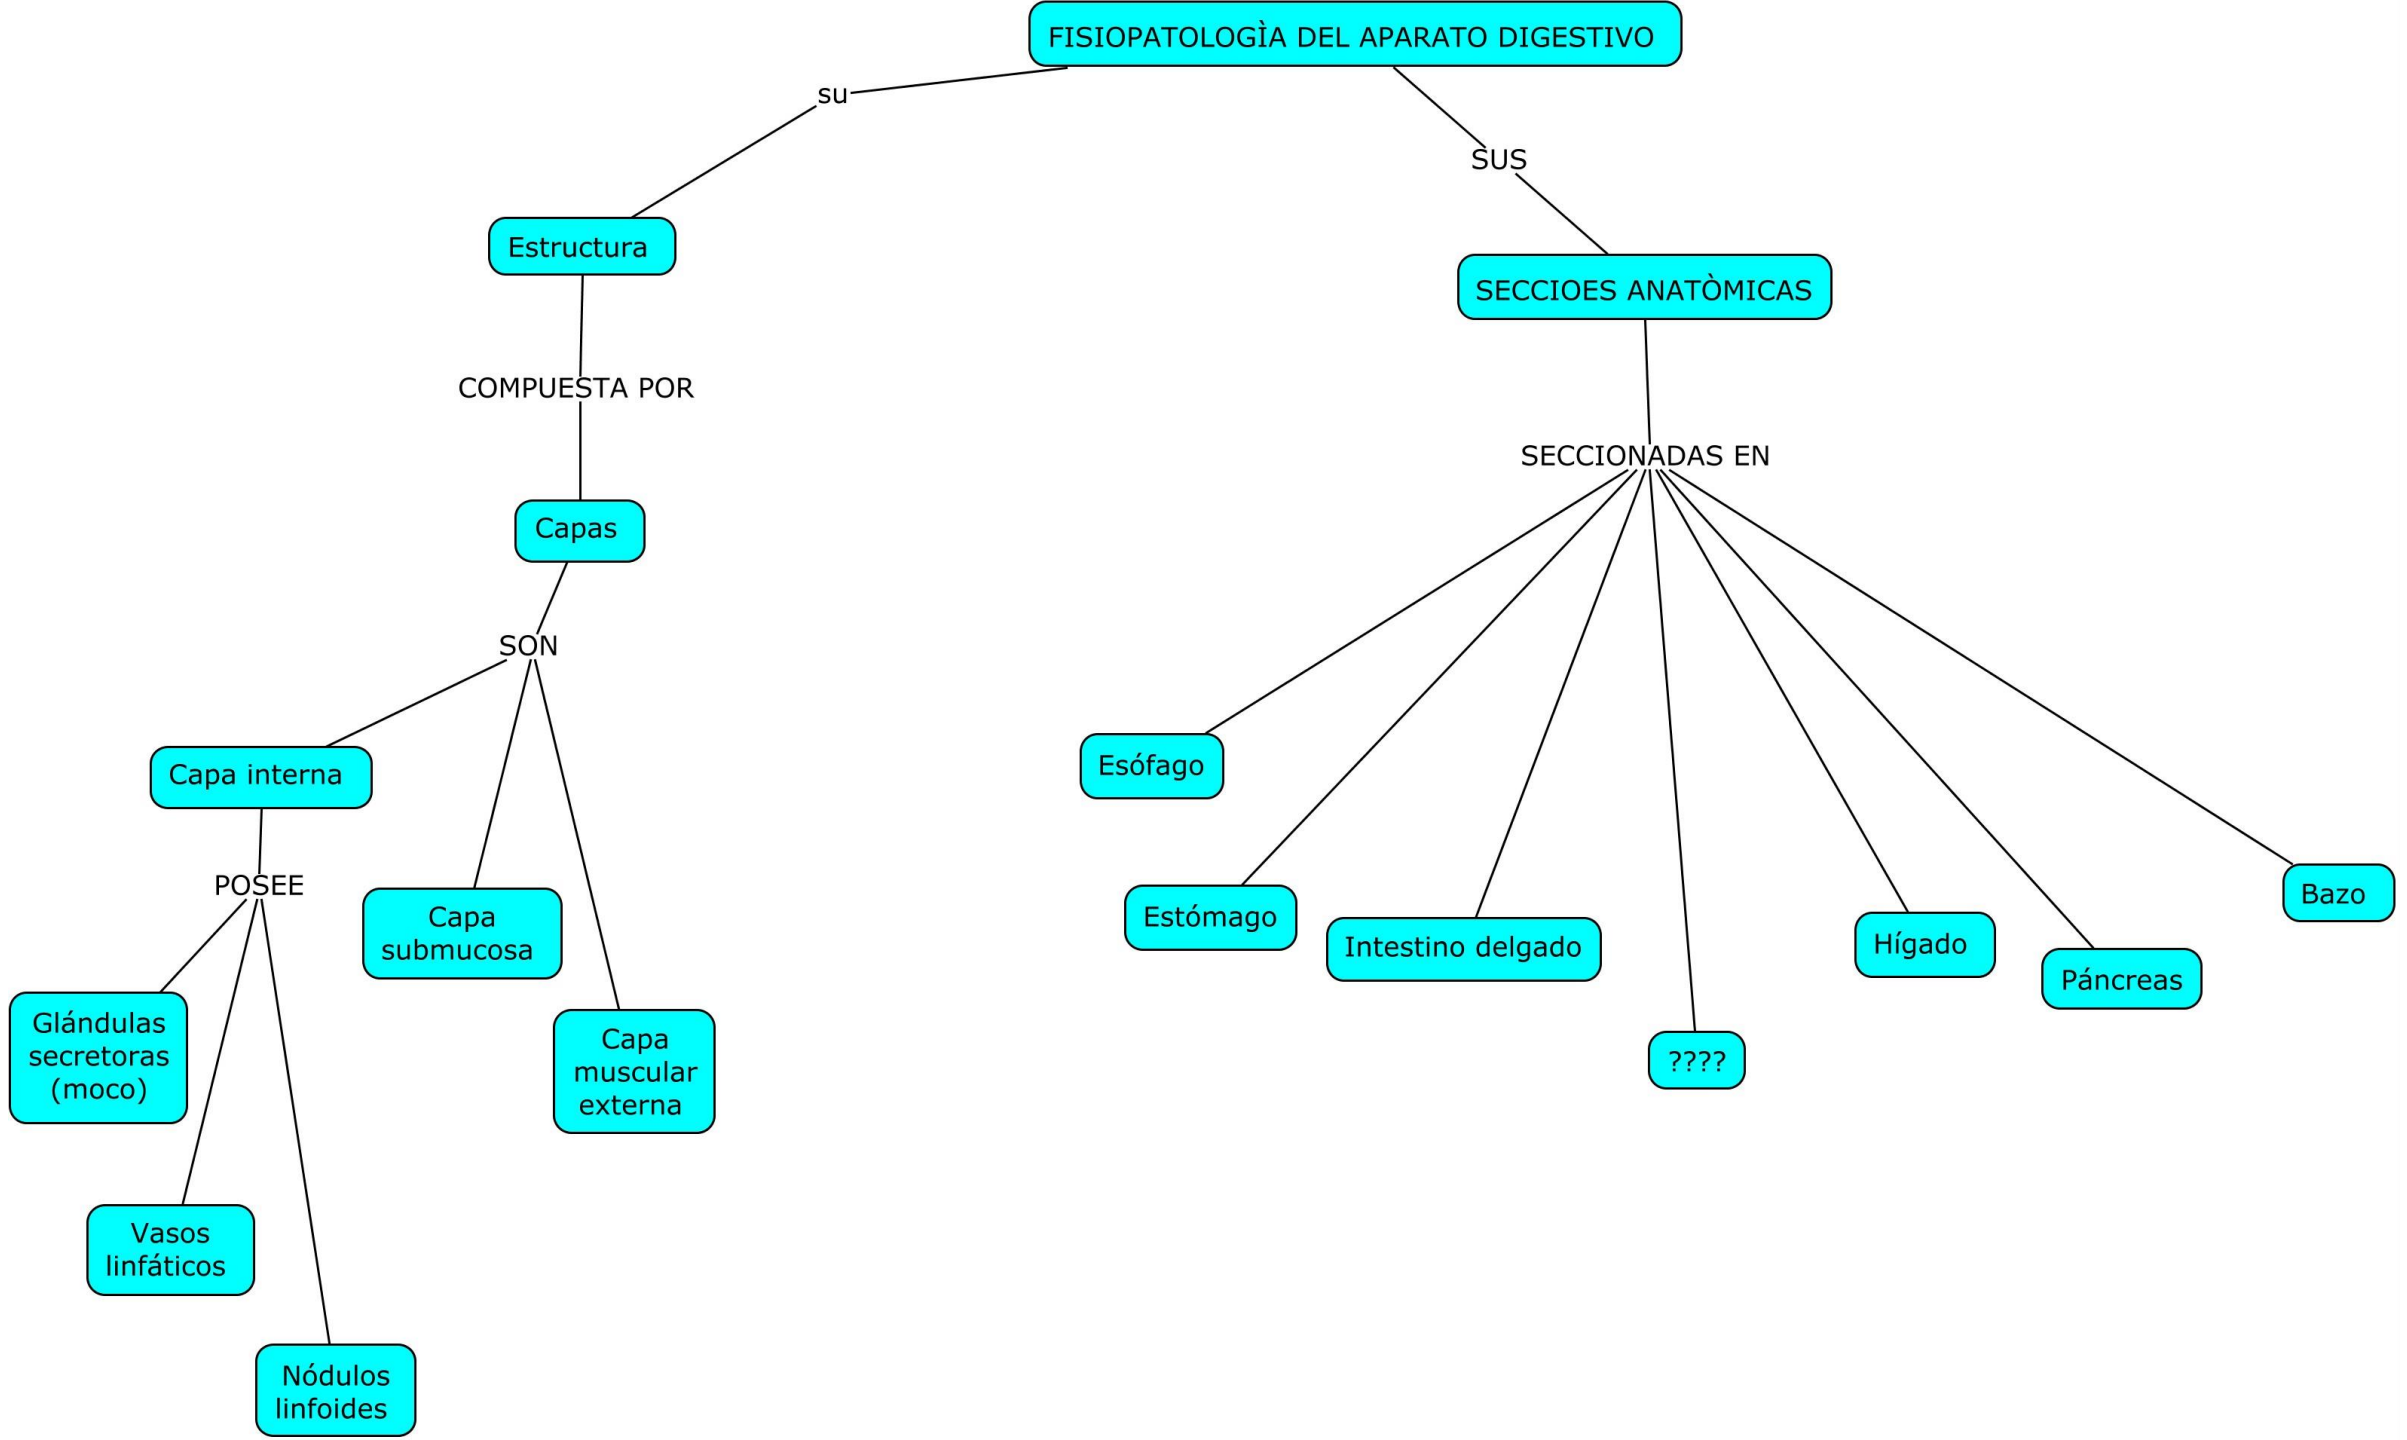 FISIOPATOLOGÌA DEL APARATO DIGESTIVO
su
SUS
Estructura
SECCIOES ANATÒMICAS
COMPUESTA POR
SECCIONADAS EN
Capas
SON
Capa interna
Esófago
POSEE
Capa
submucosa
Estómago
Intestino delgado
Hígado
Páncreas
Bazo
Glándulas
secretoras
(moco)
Capa
muscular
externa
????
Vasos
linfáticos
Nódulos
linfoides